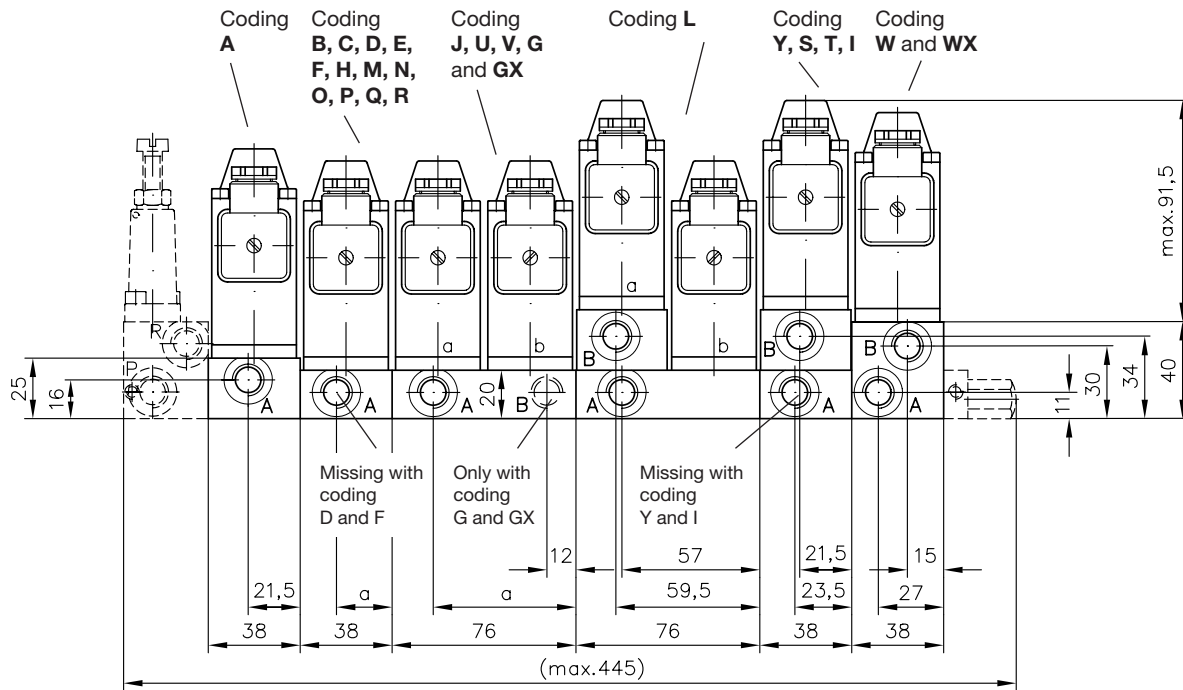 Coding
A
Coding
B, C, D, E,
F, H, M, N,
O, P, Q, R
Coding
J, U, V, G
and GX
Coding L
Coding
Y, S, T, I
Coding
W and WX
max.91,5
a
R
a
b
B
b
B
B
P
25
16
A
A
A
20
B
A
A
A
11
30
34
40
Missing with
coding
D and F
Only with
coding
G and GX
Missing with
coding
Y and I
12
57
21,5
15
21,5
a
a
59,5
23,5
27
38
38
76
76
38
38
(max.445)